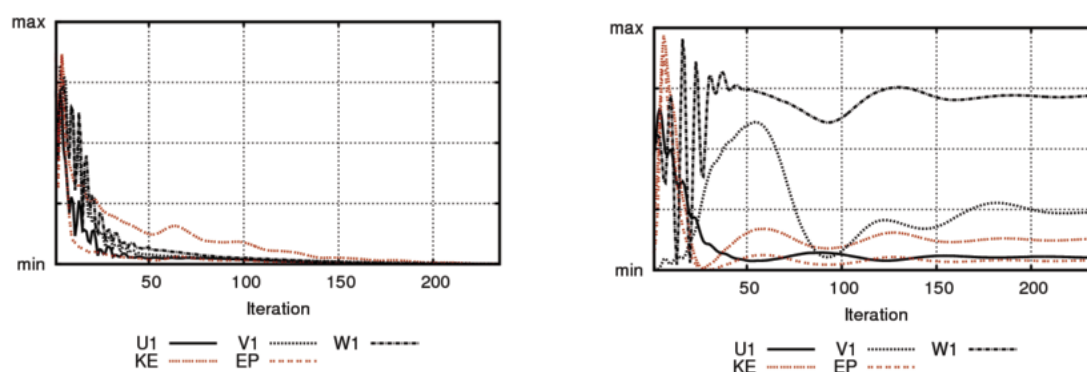 max
min
50 100 150 200
Iteration
U1 V1 W1
KE EP
max
min
50 100 150 200
Iteration
U1 V1 W1
KE EP